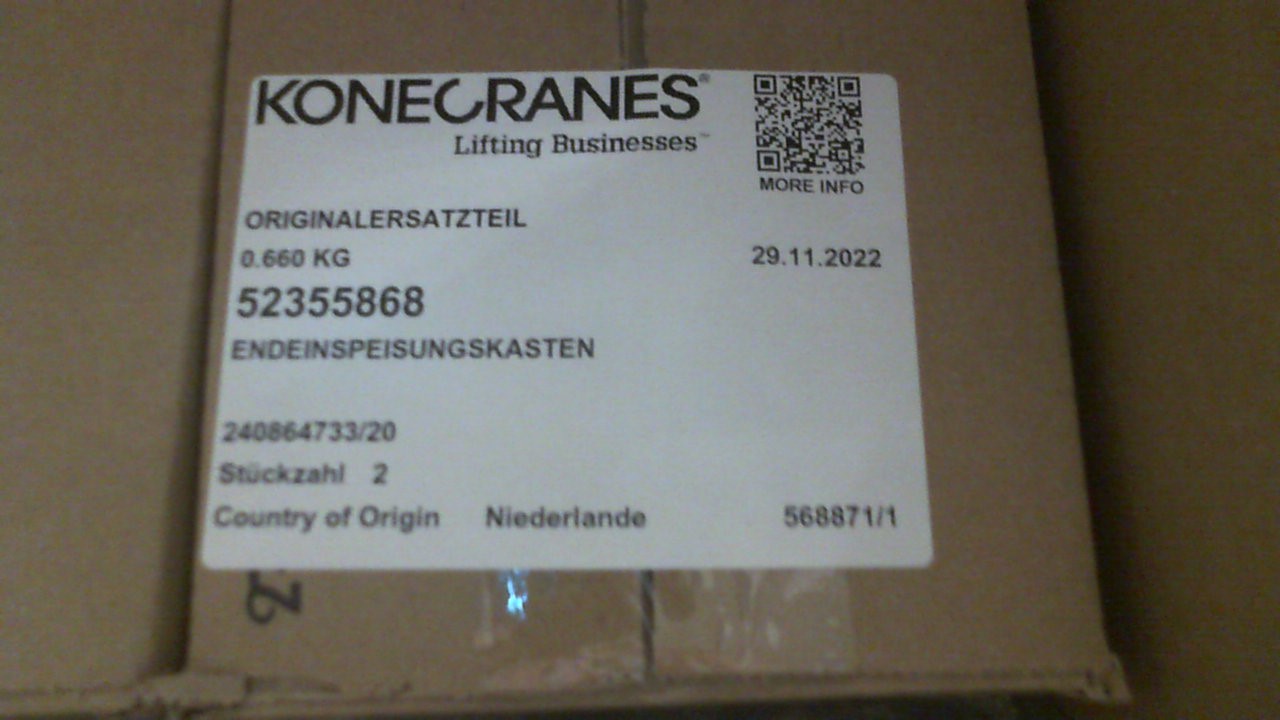 KONECRANES®
Lifting Businesses™
MORE INFO
ORIGINALERSATZTEIL
0.660 KG 29.11.2022
52355868
ENDEINSPEISUNGSKASTEN
240864733/20
Stückzahl 2
Country of Origin Niederlande 568871/1